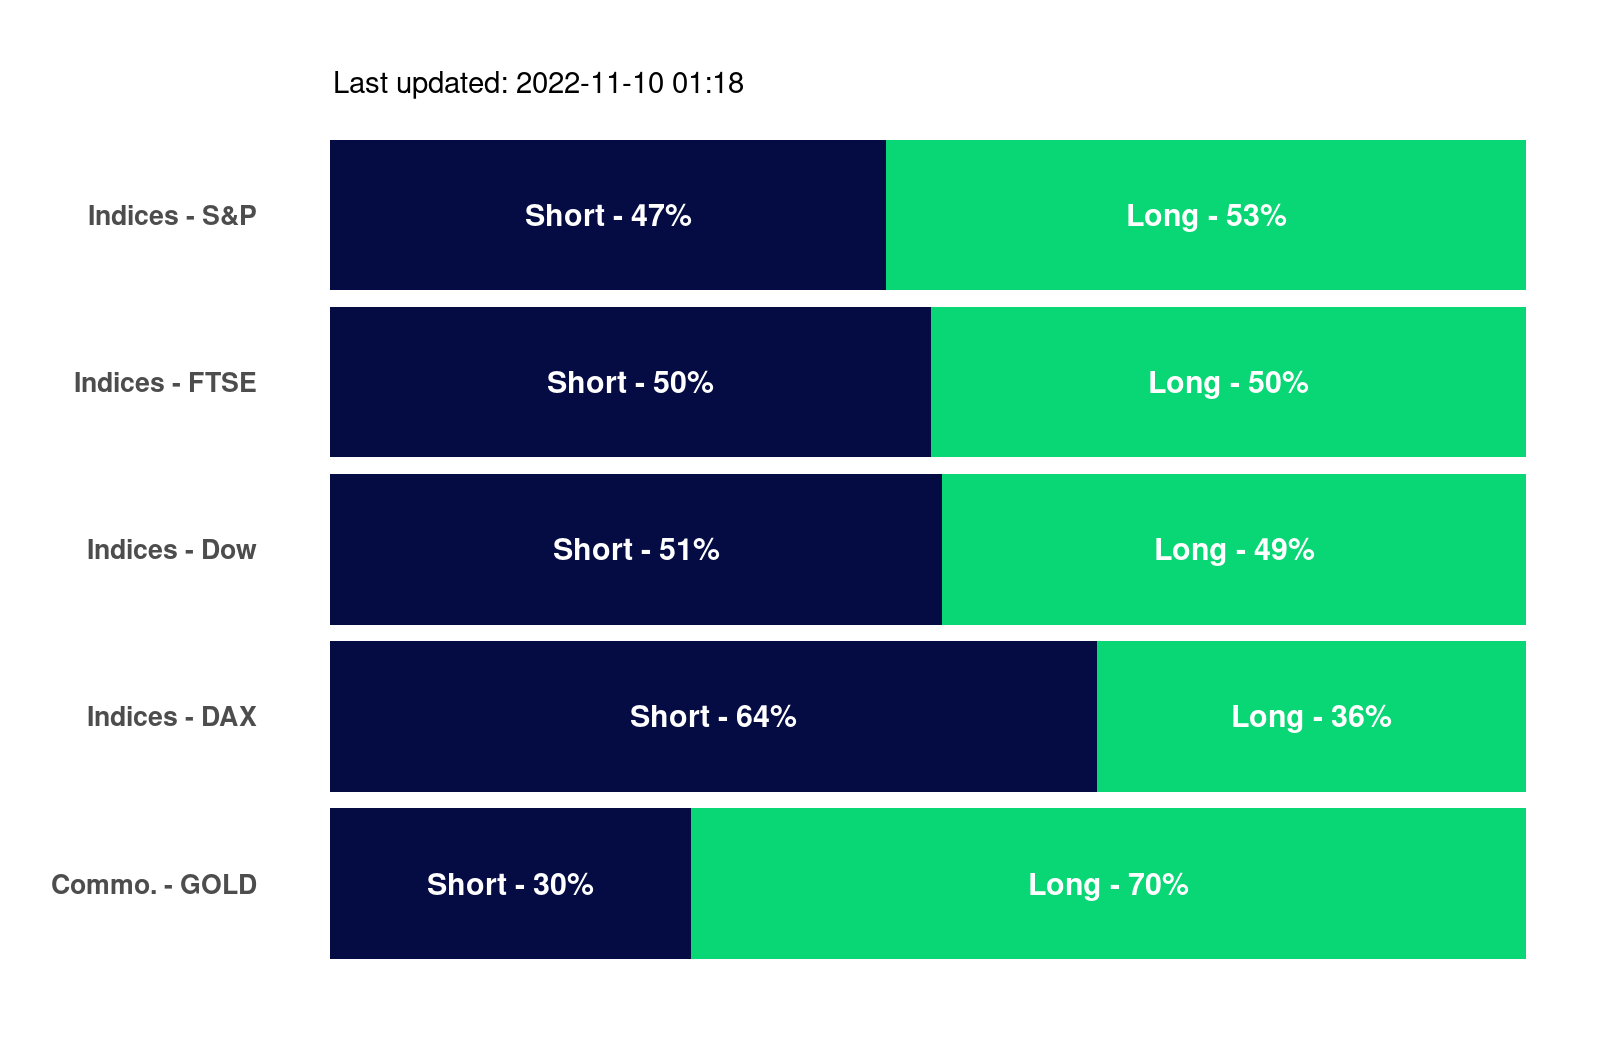 Last updated: 2022-11-10 01:18
Indices - S&P
Short - 47%
Long - 53%
Indices - FTSE
Short - 50%
Long - 50%
Indices - Dow
Short - 51%
Long - 49%
Indices - DAX
Short - 64%
Long - 36%
Commo. - GOLD
Short - 30%
Long - 70%